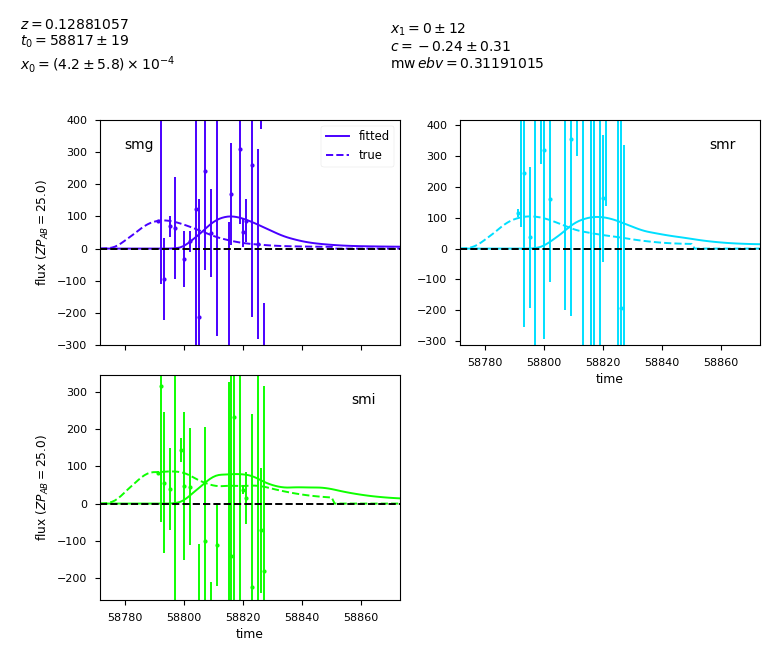 z = 0.12881057
t₀ = 58817 ± 19
x₀ = (4.2 ± 5.8) × 10⁻⁴
x₁ = 0 ± 12
c = −0.24 ± 0.31
mw ebv = 0.31191015
400
300
200
100
0
−100
−200
−300
flux (ZP_AB = 25.0)
smg
fitted
true
400
300
200
100
0
−100
−200
−300
smr
58780 58800 58820 58840 58860
time
300
200
100
0
−100
−200
flux (ZP_AB = 25.0)
smi
58780 58800 58820 58840 58860
time